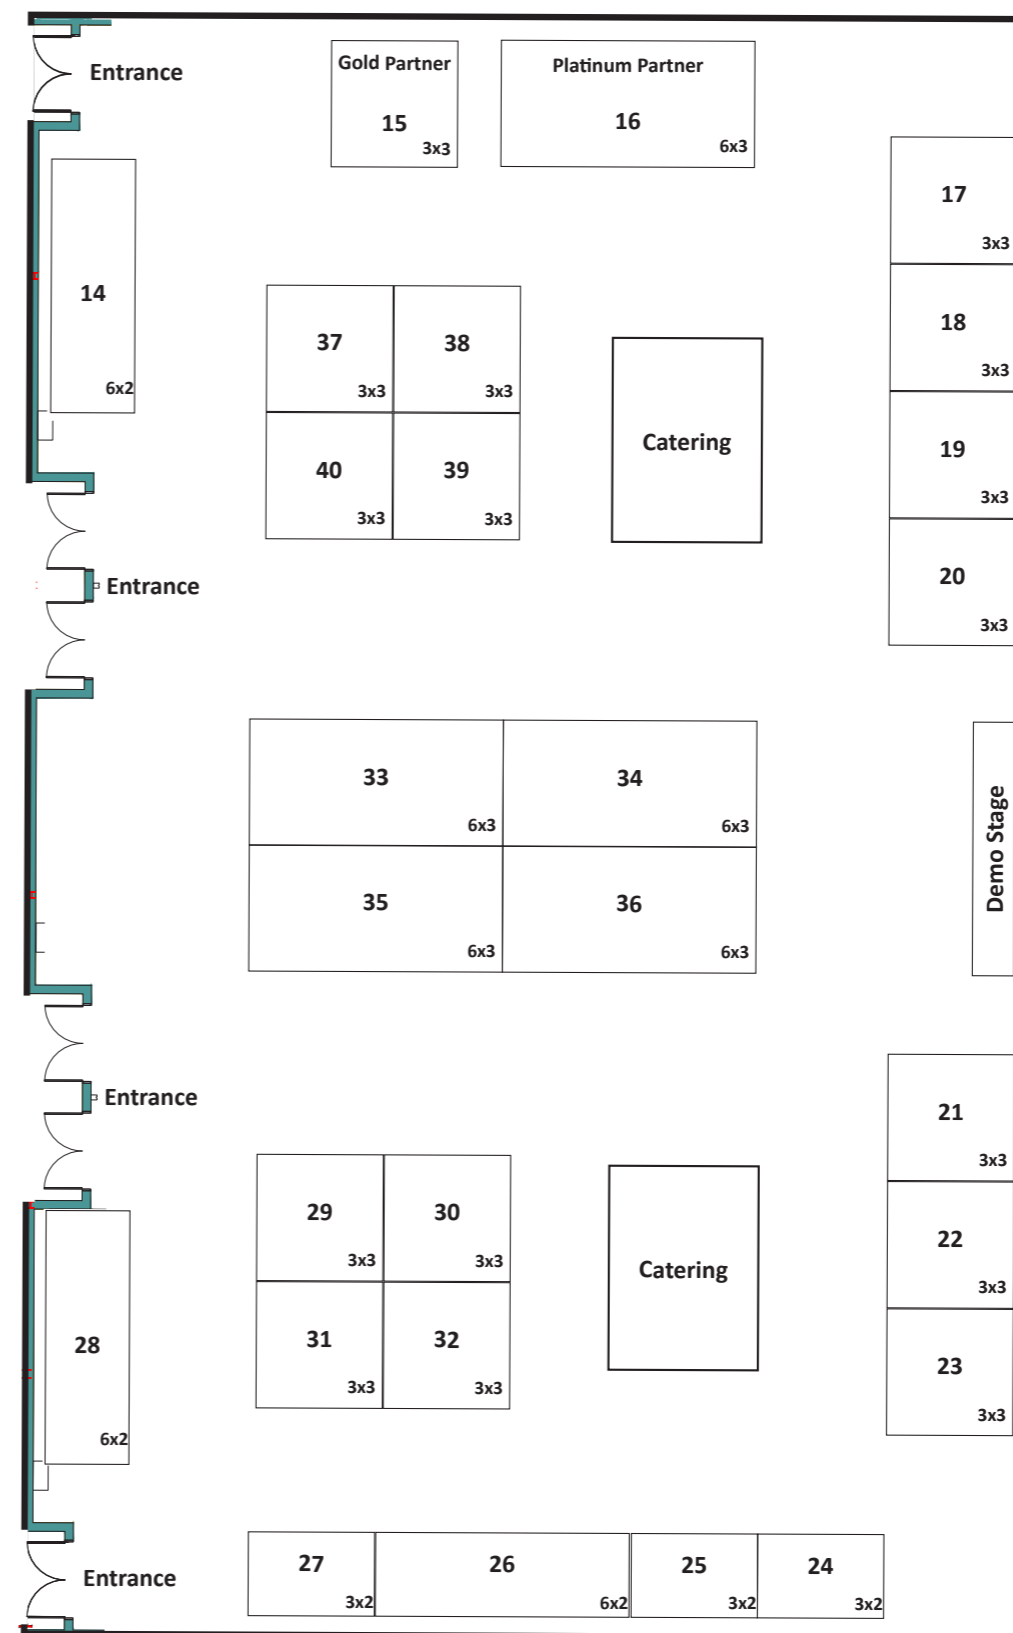 Entrance
Gold Partner
15
3x3
Platinum Partner
16
6x3
17
3x3
14
6x2
37
3x3
38
3x3
18
3x3
Catering
40
3x3
39
3x3
19
3x3
Entrance
20
3x3
33
6x3
34
6x3
Demo Stage
35
6x3
36
6x3
Entrance
21
3x3
29
3x3
30
3x3
22
3x3
Catering
28
6x2
31
3x3
32
3x3
23
3x3
Entrance
27
3x2
26
6x2
25
3x2
24
3x2